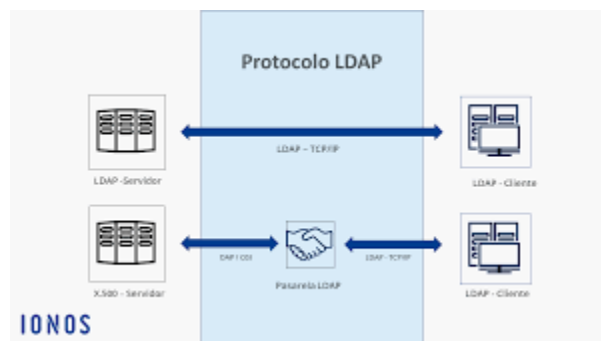 Protocolo LDAP
LDAP – TCP/IP
LDAP -Servidor
LDAP - Cliente
DAP / OSI
LDAP - TCP/IP
Pasarela LDAP
X.500 - Servidor
LDAP - Cliente
IONOS